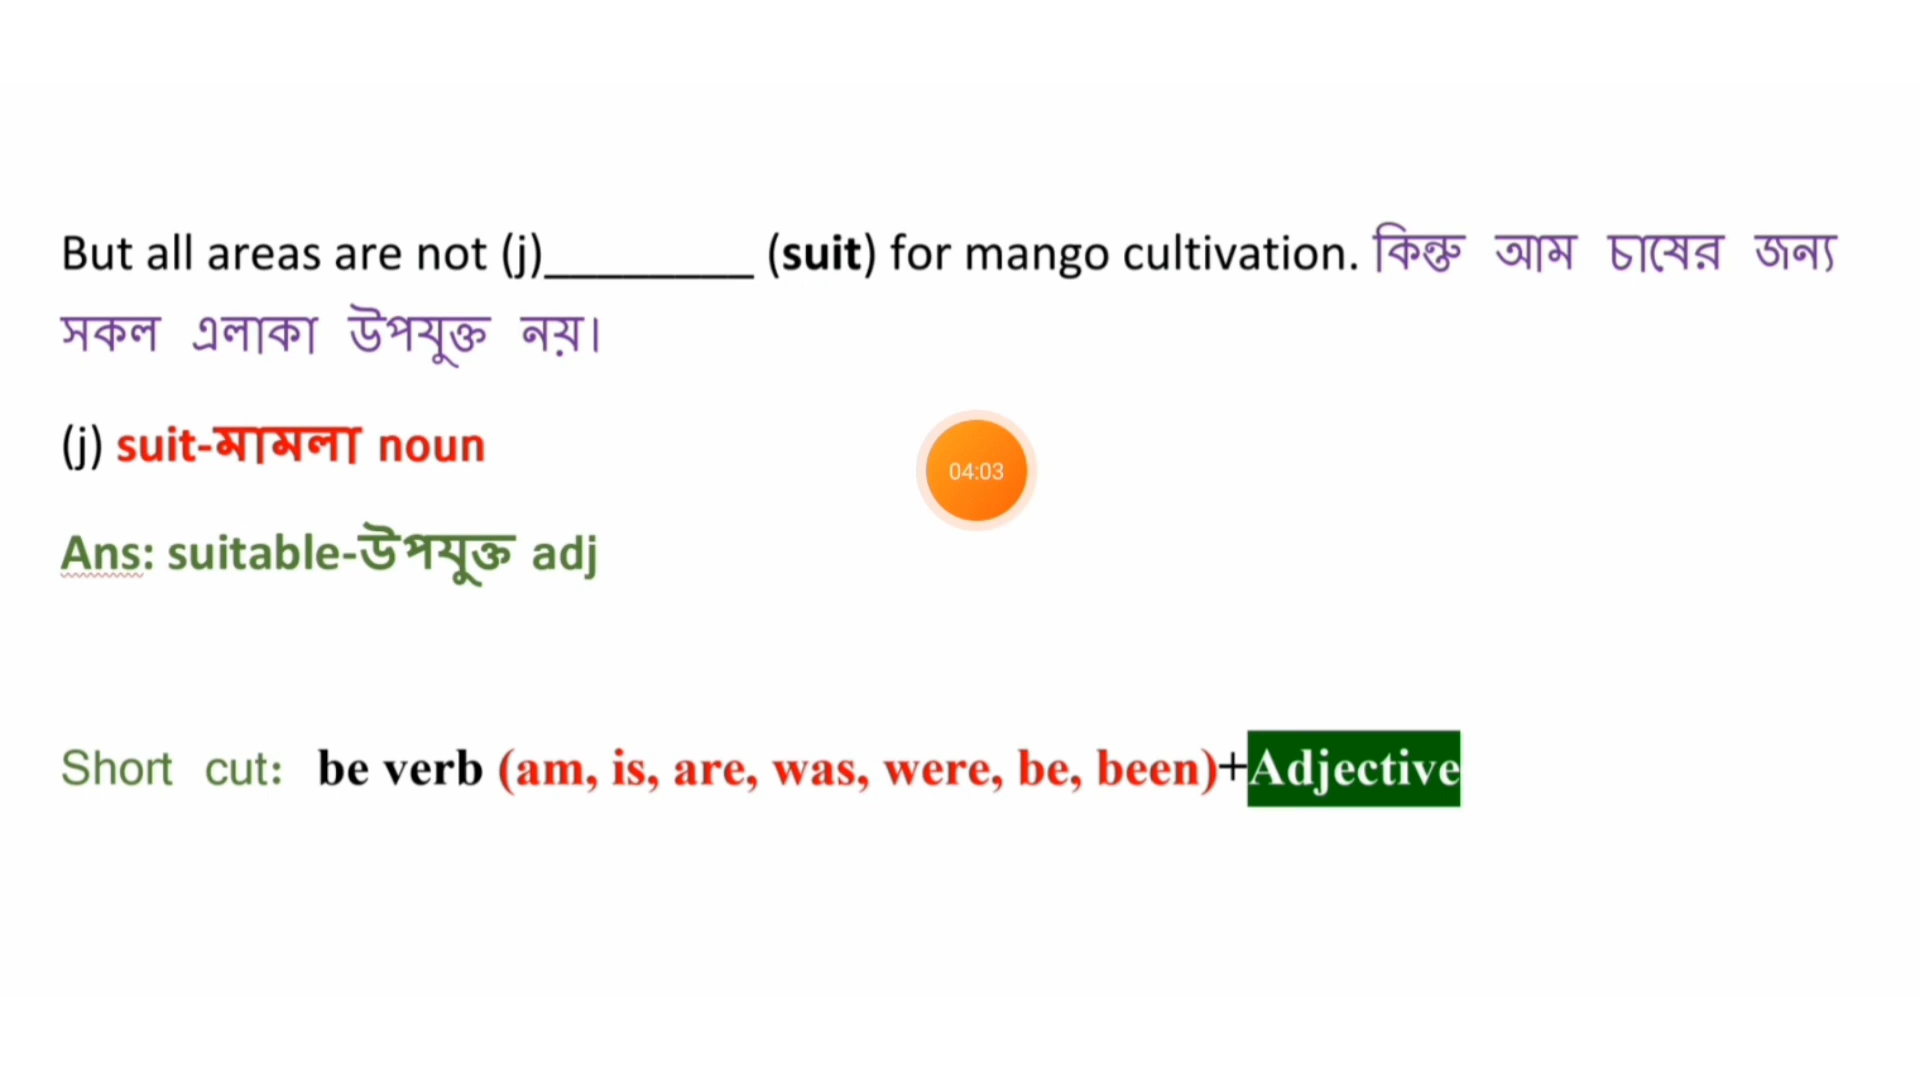 But all areas are not (j)________ (suit) for mango cultivation. কিন্তু আম চাষের জন্য
সকল এলাকা উপযুক্ত নয়।
(j) suit-মামলা noun
04:03
Ans: suitable-উপযুক্ত adj
Short cut: be verb (am, is, are, was, were, be, been)+Adjective